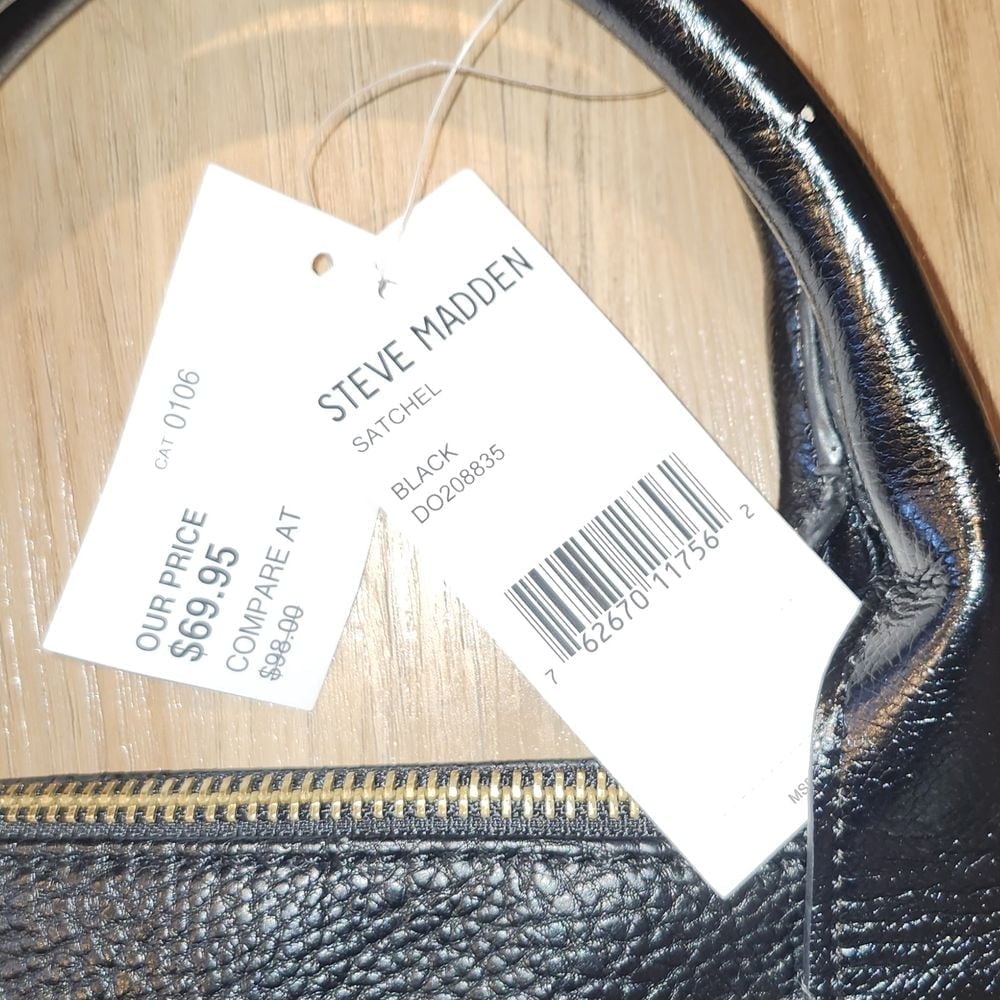 CAT 0106
OUR PRICE
$69.95
COMPARE AT
$98.00
STEVE MADDEN
SATCHEL
BLACK
DO208835
7 62670 11756 2